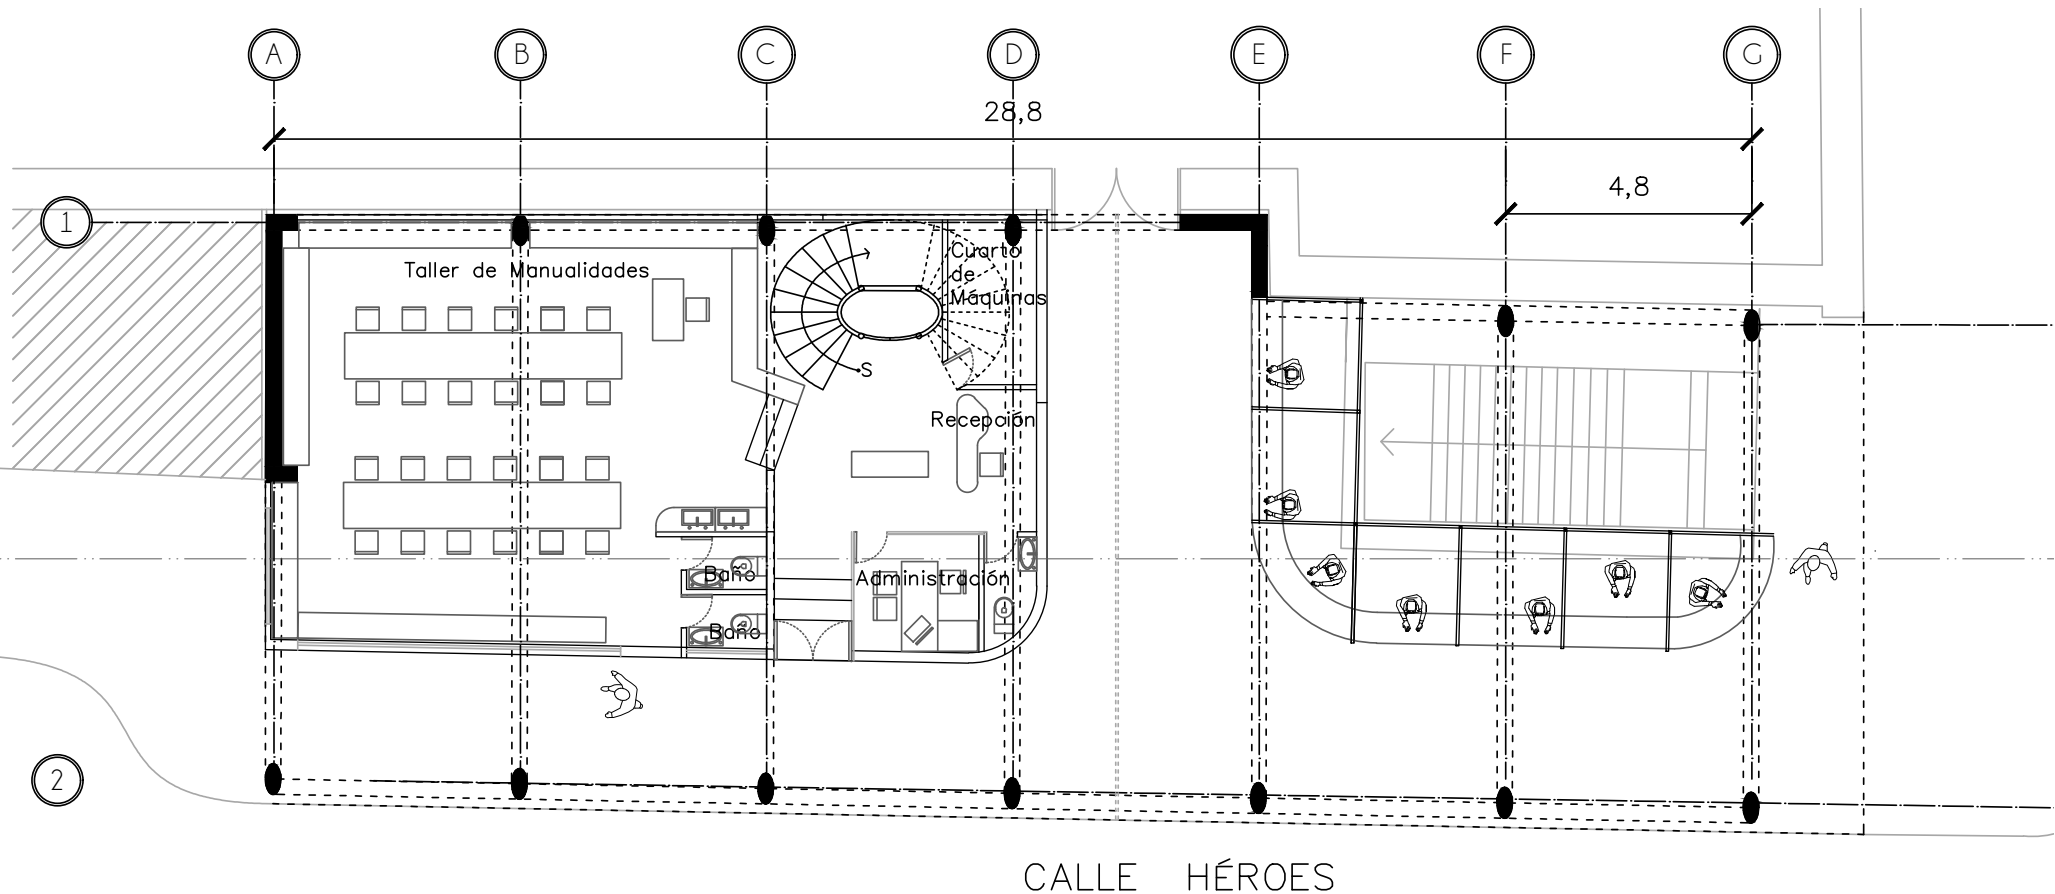 A B C D E F G
28,8
4,8
1
Taller de Manualidades
Cuarto
de
Máquinas
S
Recepción
Baño
Administración
Baño
2
CALLE HÉROES